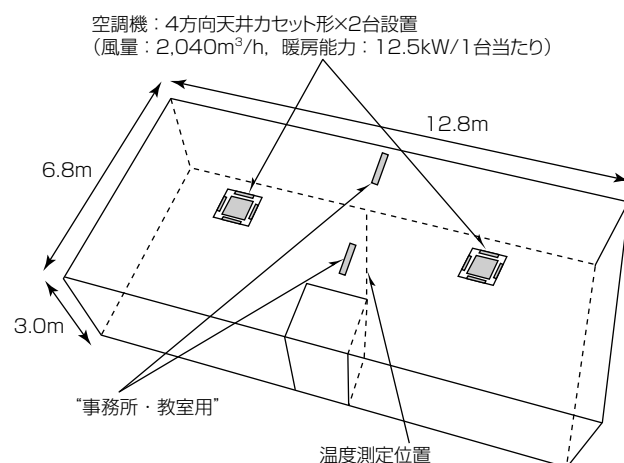 空調機：4方向天井カセット形×2台設置
（風量：2,040m³/h，暖房能力：12.5kW/1台当たり）
12.8m
6.8m
3.0m
“事務所・教室用”
温度測定位置